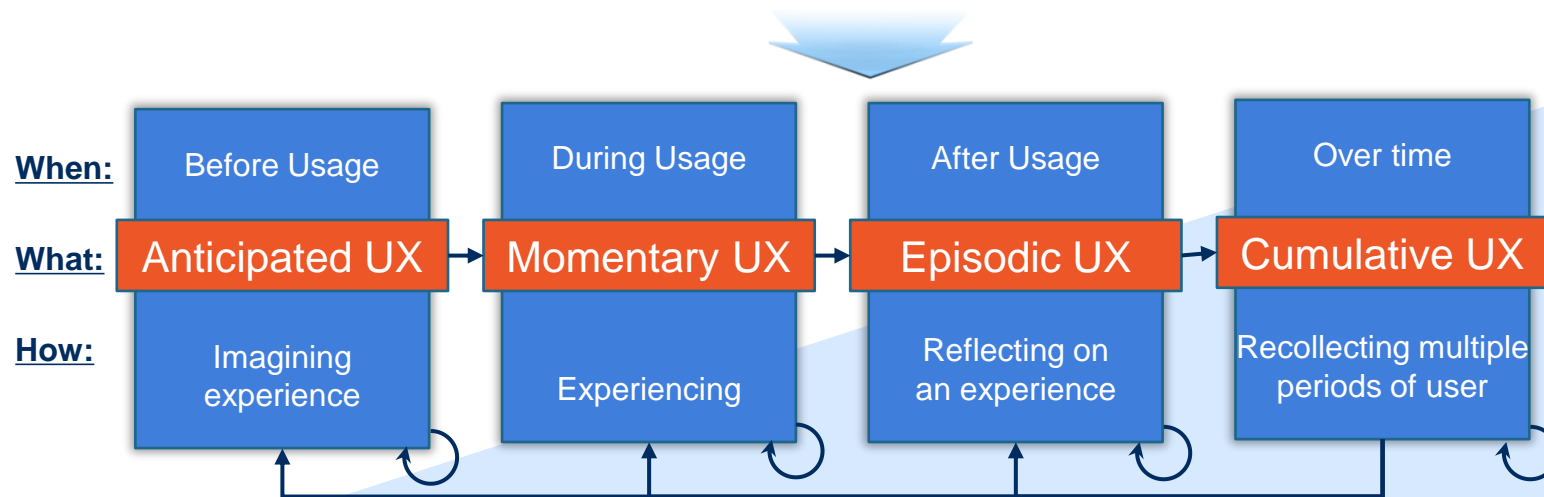 When:
Before Usage
During Usage
After Usage
Over time
What:
Anticipated UX
Momentary UX
Episodic UX
Cumulative UX
How:
Imagining
experience
Experiencing
Reflecting on
an experience
Recollecting multiple
periods of user